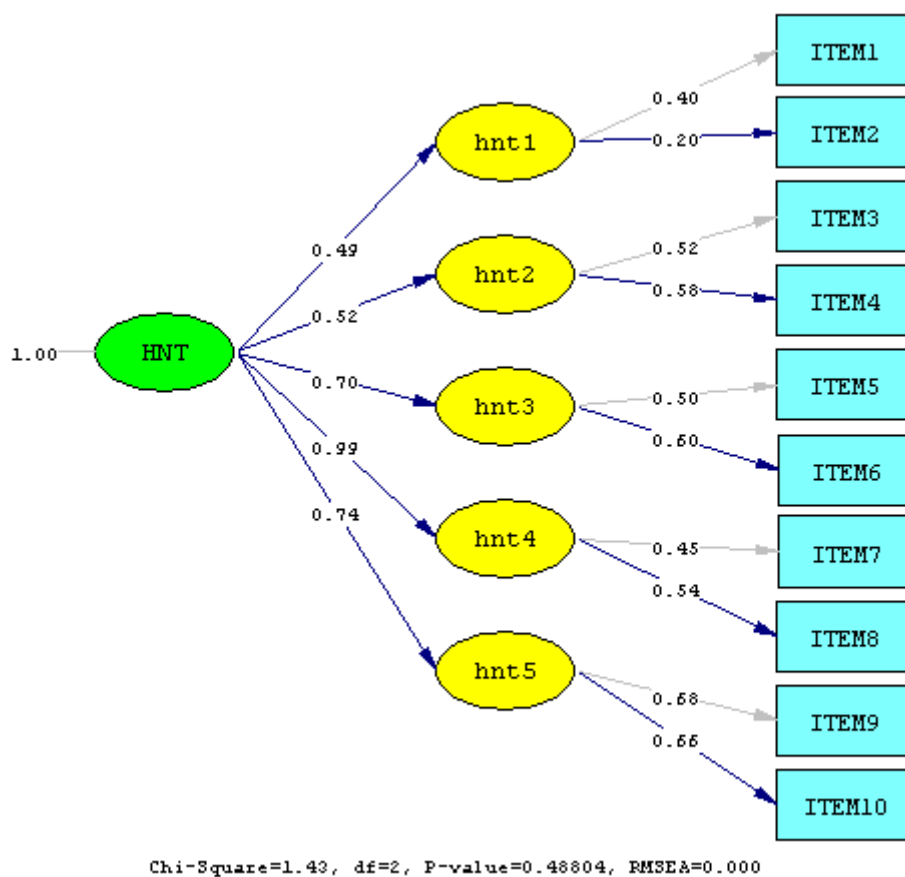 ITEM1
0.40
hnt1
ITEM2
0.20
ITEM3
0.49
0.52
hnt2
0.58
ITEM4
0.52
1.00
HNT
0.70
ITEM5
0.50
hnt3
0.60
0.99
ITEM6
0.74
hnt4
0.45
ITEM7
0.54
ITEM8
hnt5
0.68
ITEM9
0.66
ITEM10
Chi-Square=1.43, df=2, P-value=0.48804, RMSEA=0.000